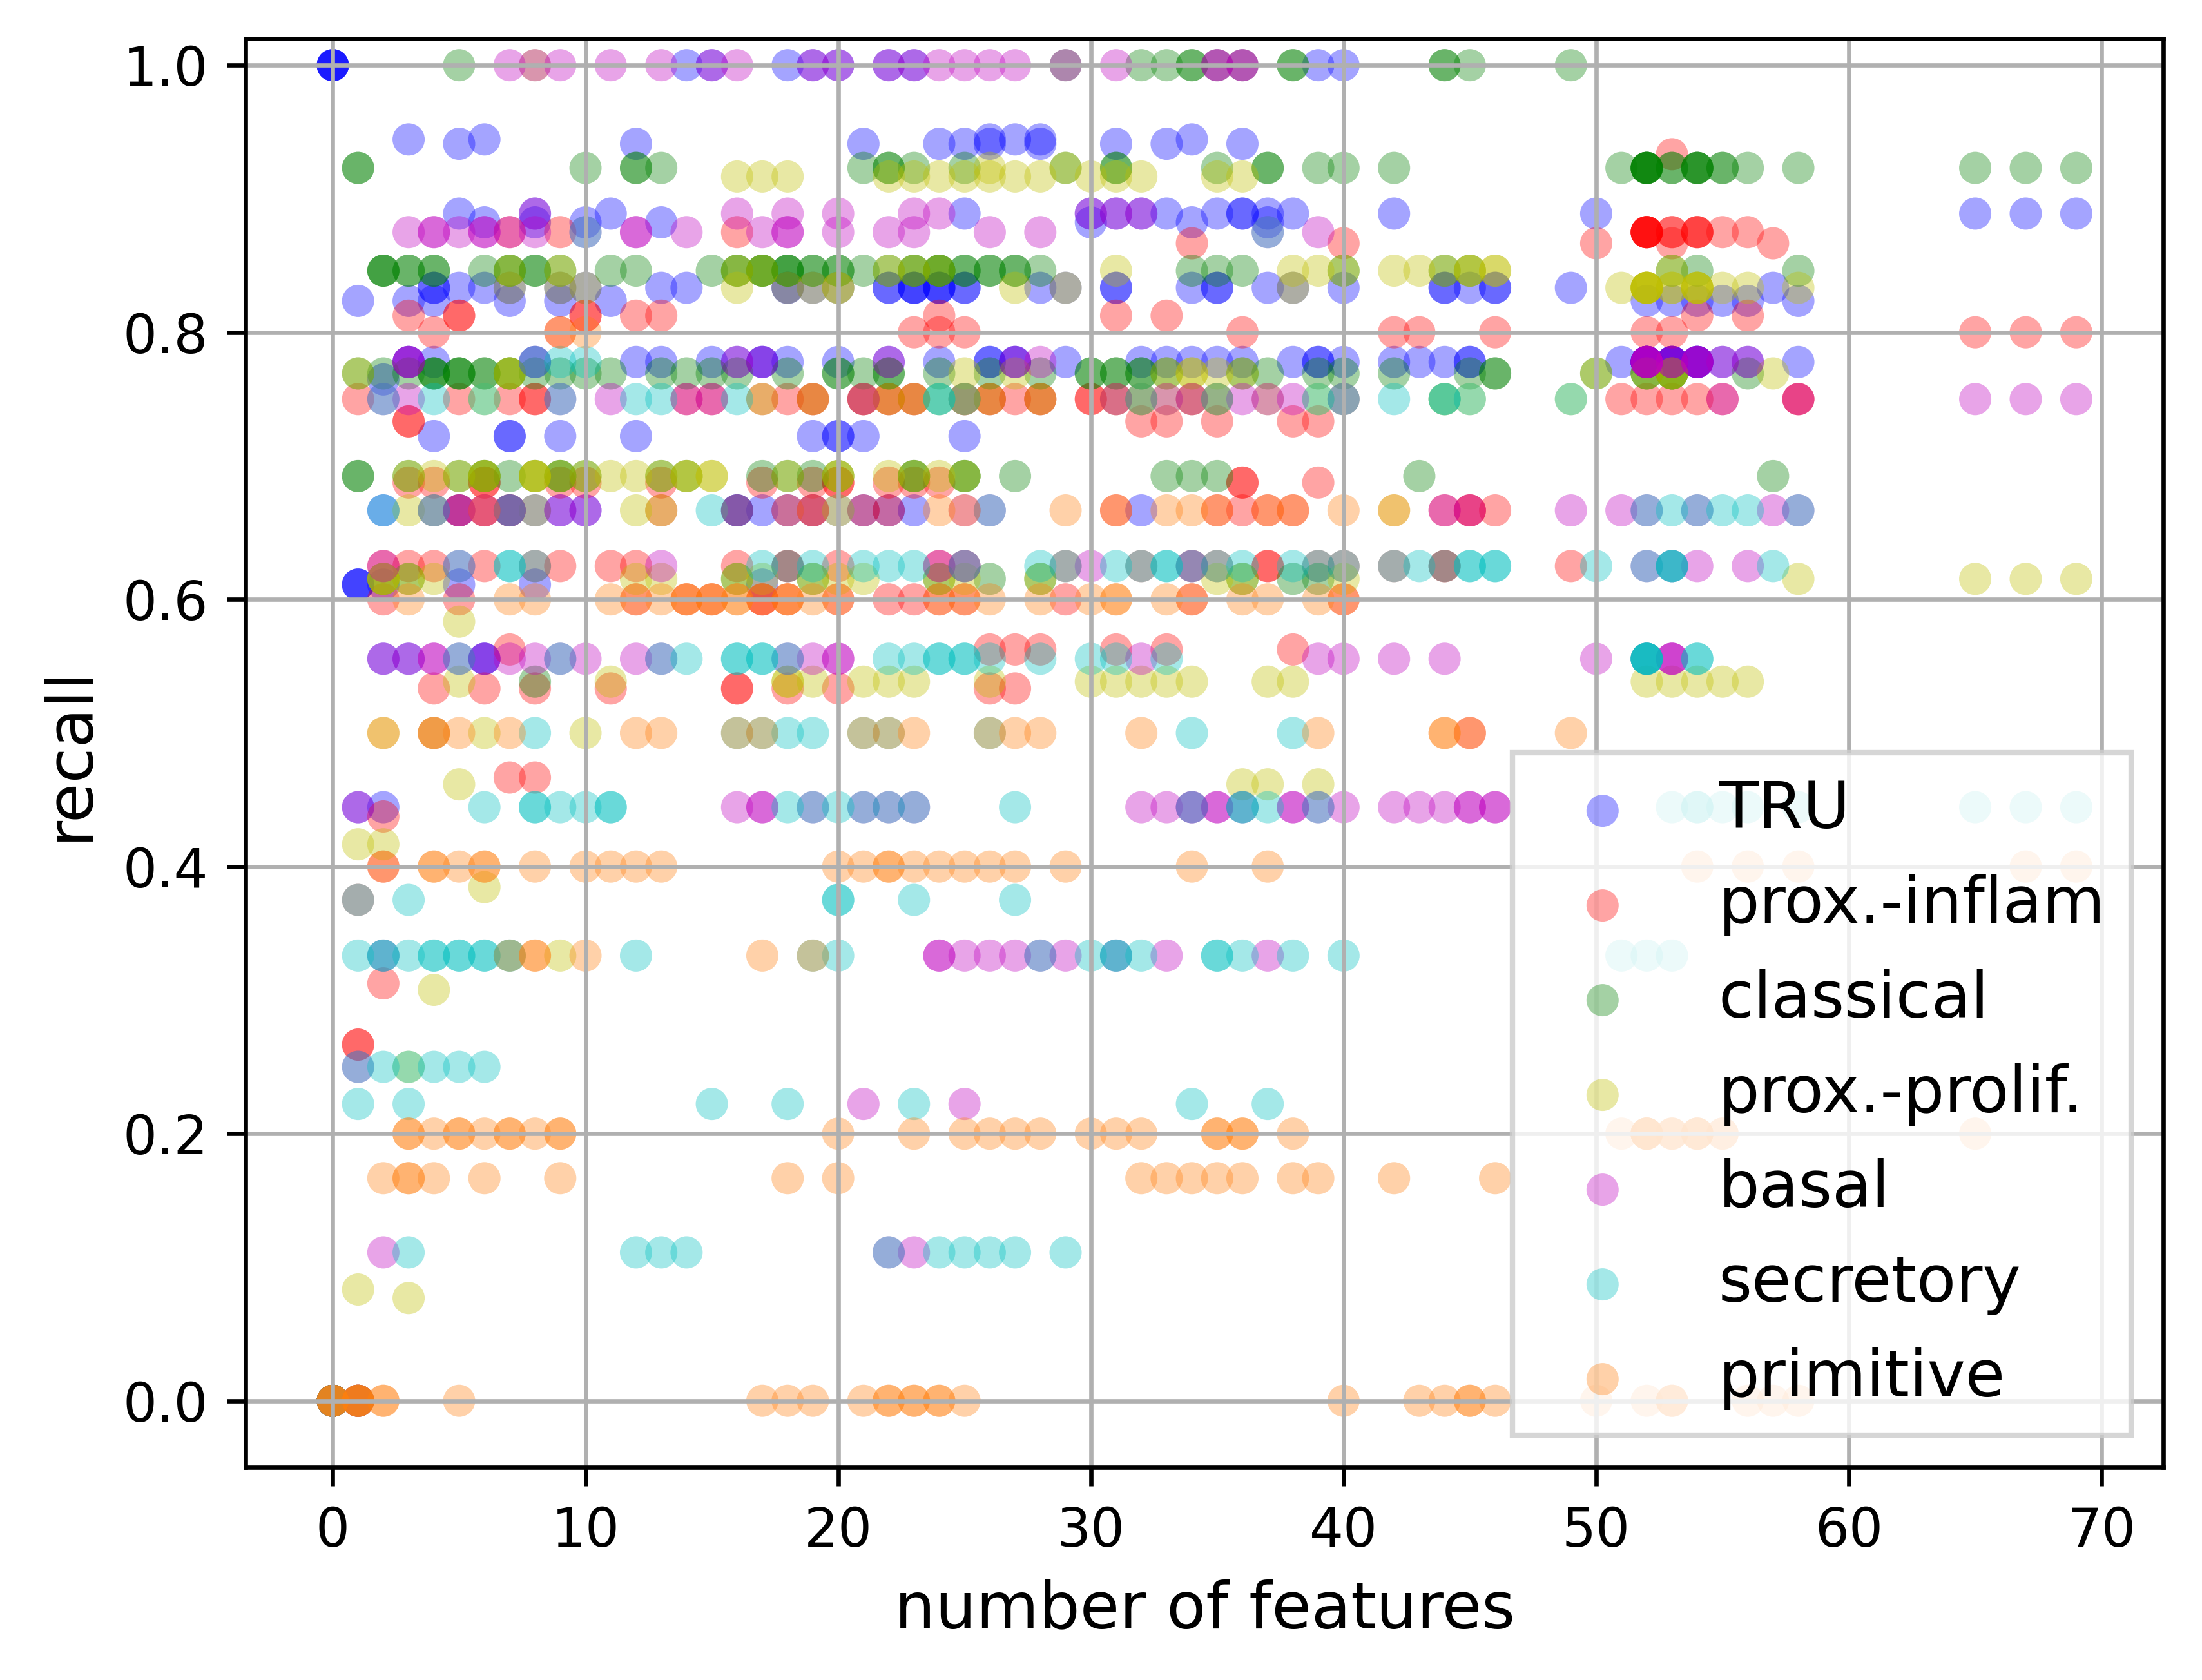 1.0
0.8
0.6
0.4
0.2
0.0
recall
0 10 20 30 40 50 60 70
number of features
TRU
prox.-inflam
classical
prox.-prolif.
basal
secretory
primitive